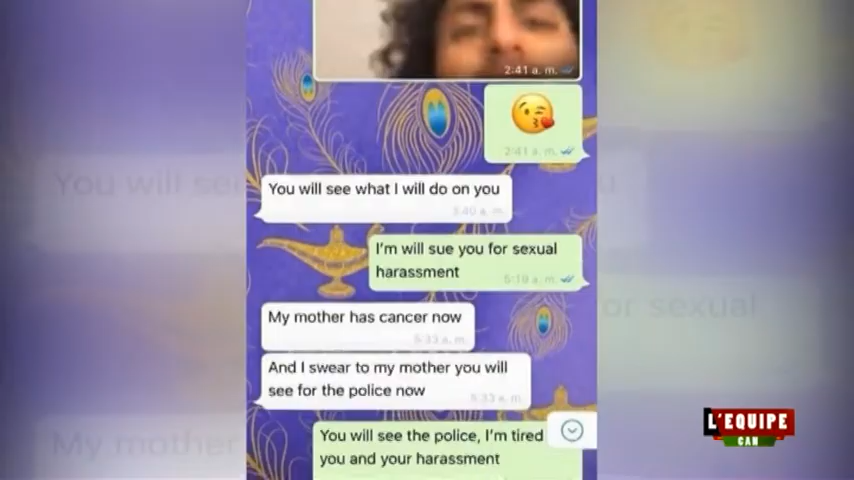 2:41 a. m.
2:41 a. m.
You will see what I will do on you
3:40 a. m.
I'm will sue you for sexual
harassment
5:19 a. m.
My mother has cancer now
5:33 a. m.
And I swear to my mother you will
see for the police now
5:33 a. m.
You will see the police, I'm tired
you and your harassment
L'EQUIPE
CAN